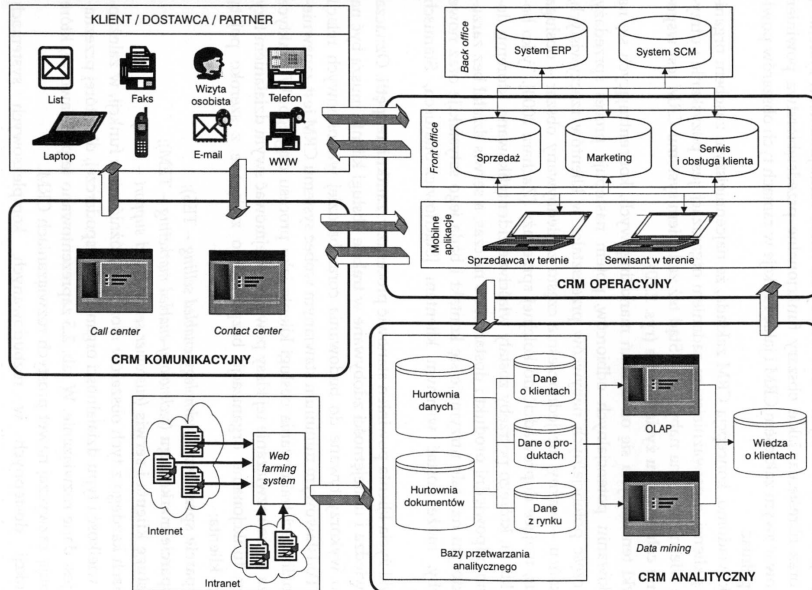 KLIENT / DOSTAWCA / PARTNER
List
Faks
Wizyta
osobista
Telefon
Laptop
E-mail
WWW
Back office
System ERP
System SCM
Front office
Sprzedaż
Marketing
Serwis
i obsługa klienta
Mobilne
aplikacje
Sprzedawca w terenie
Serwisant w terenie
CRM OPERACYJNY
Call center
Contact center
CRM KOMUNIKACYJNY
Internet
Web
farming
system
Intranet
Hurtownia
danych
Hurtownia
dokumentów
Dane
o klientach
Dane o pro-
duktach
Dane
z rynku
Bazy przetwarzania
analitycznego
OLAP
Data mining
Wiedza
o klientach
CRM ANALITYCZNY